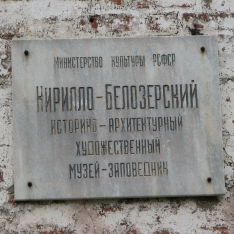 Министерство культуры РСФСР
Кирилло-Белозерский
историко-архитектурный
художественный
музей-заповедник